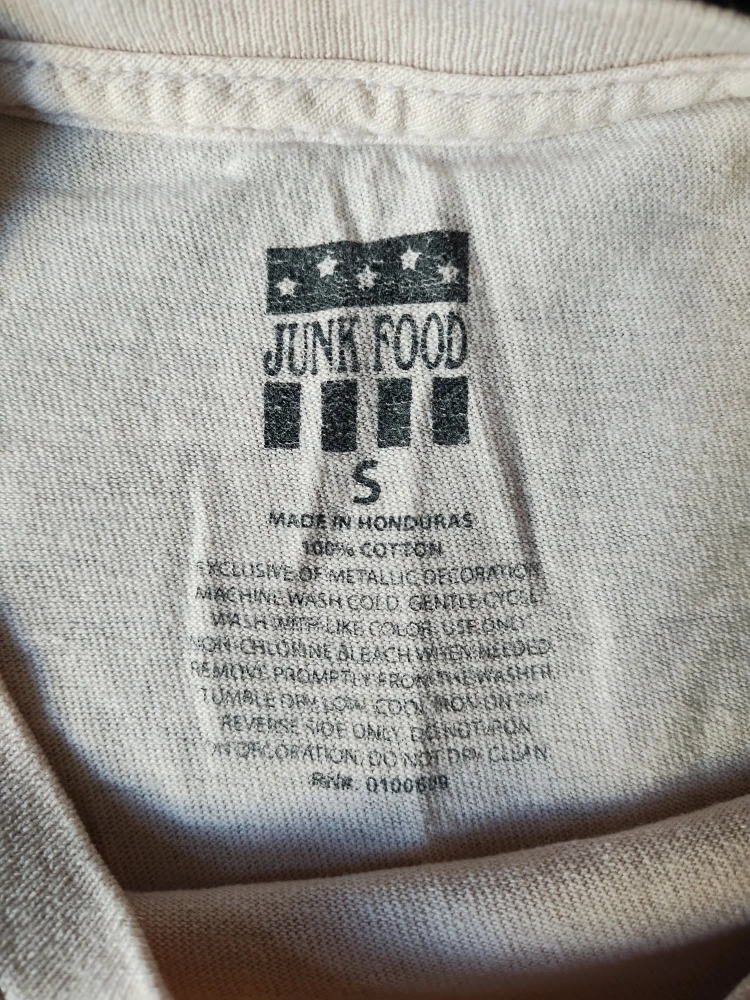 JUNK FOOD
S
MADE IN HONDURAS
100% COTTON
EXCLUSIVE OF METALLIC DECORATION
MACHINE WASH COLD, GENTLE CYCLE
WASH WITH LIKE COLOR, USE ONLY
NON-CHLORINE BLEACH WHEN NEEDED.
REMOVE PROMPTLY FROM THE WASHER.
TUMBLE DRY LOW, COOL IRON ON THE
REVERSE SIDE ONLY, DO NOT IRON
ON DECORATION, DO NOT DRY CLEAN.
RN#: